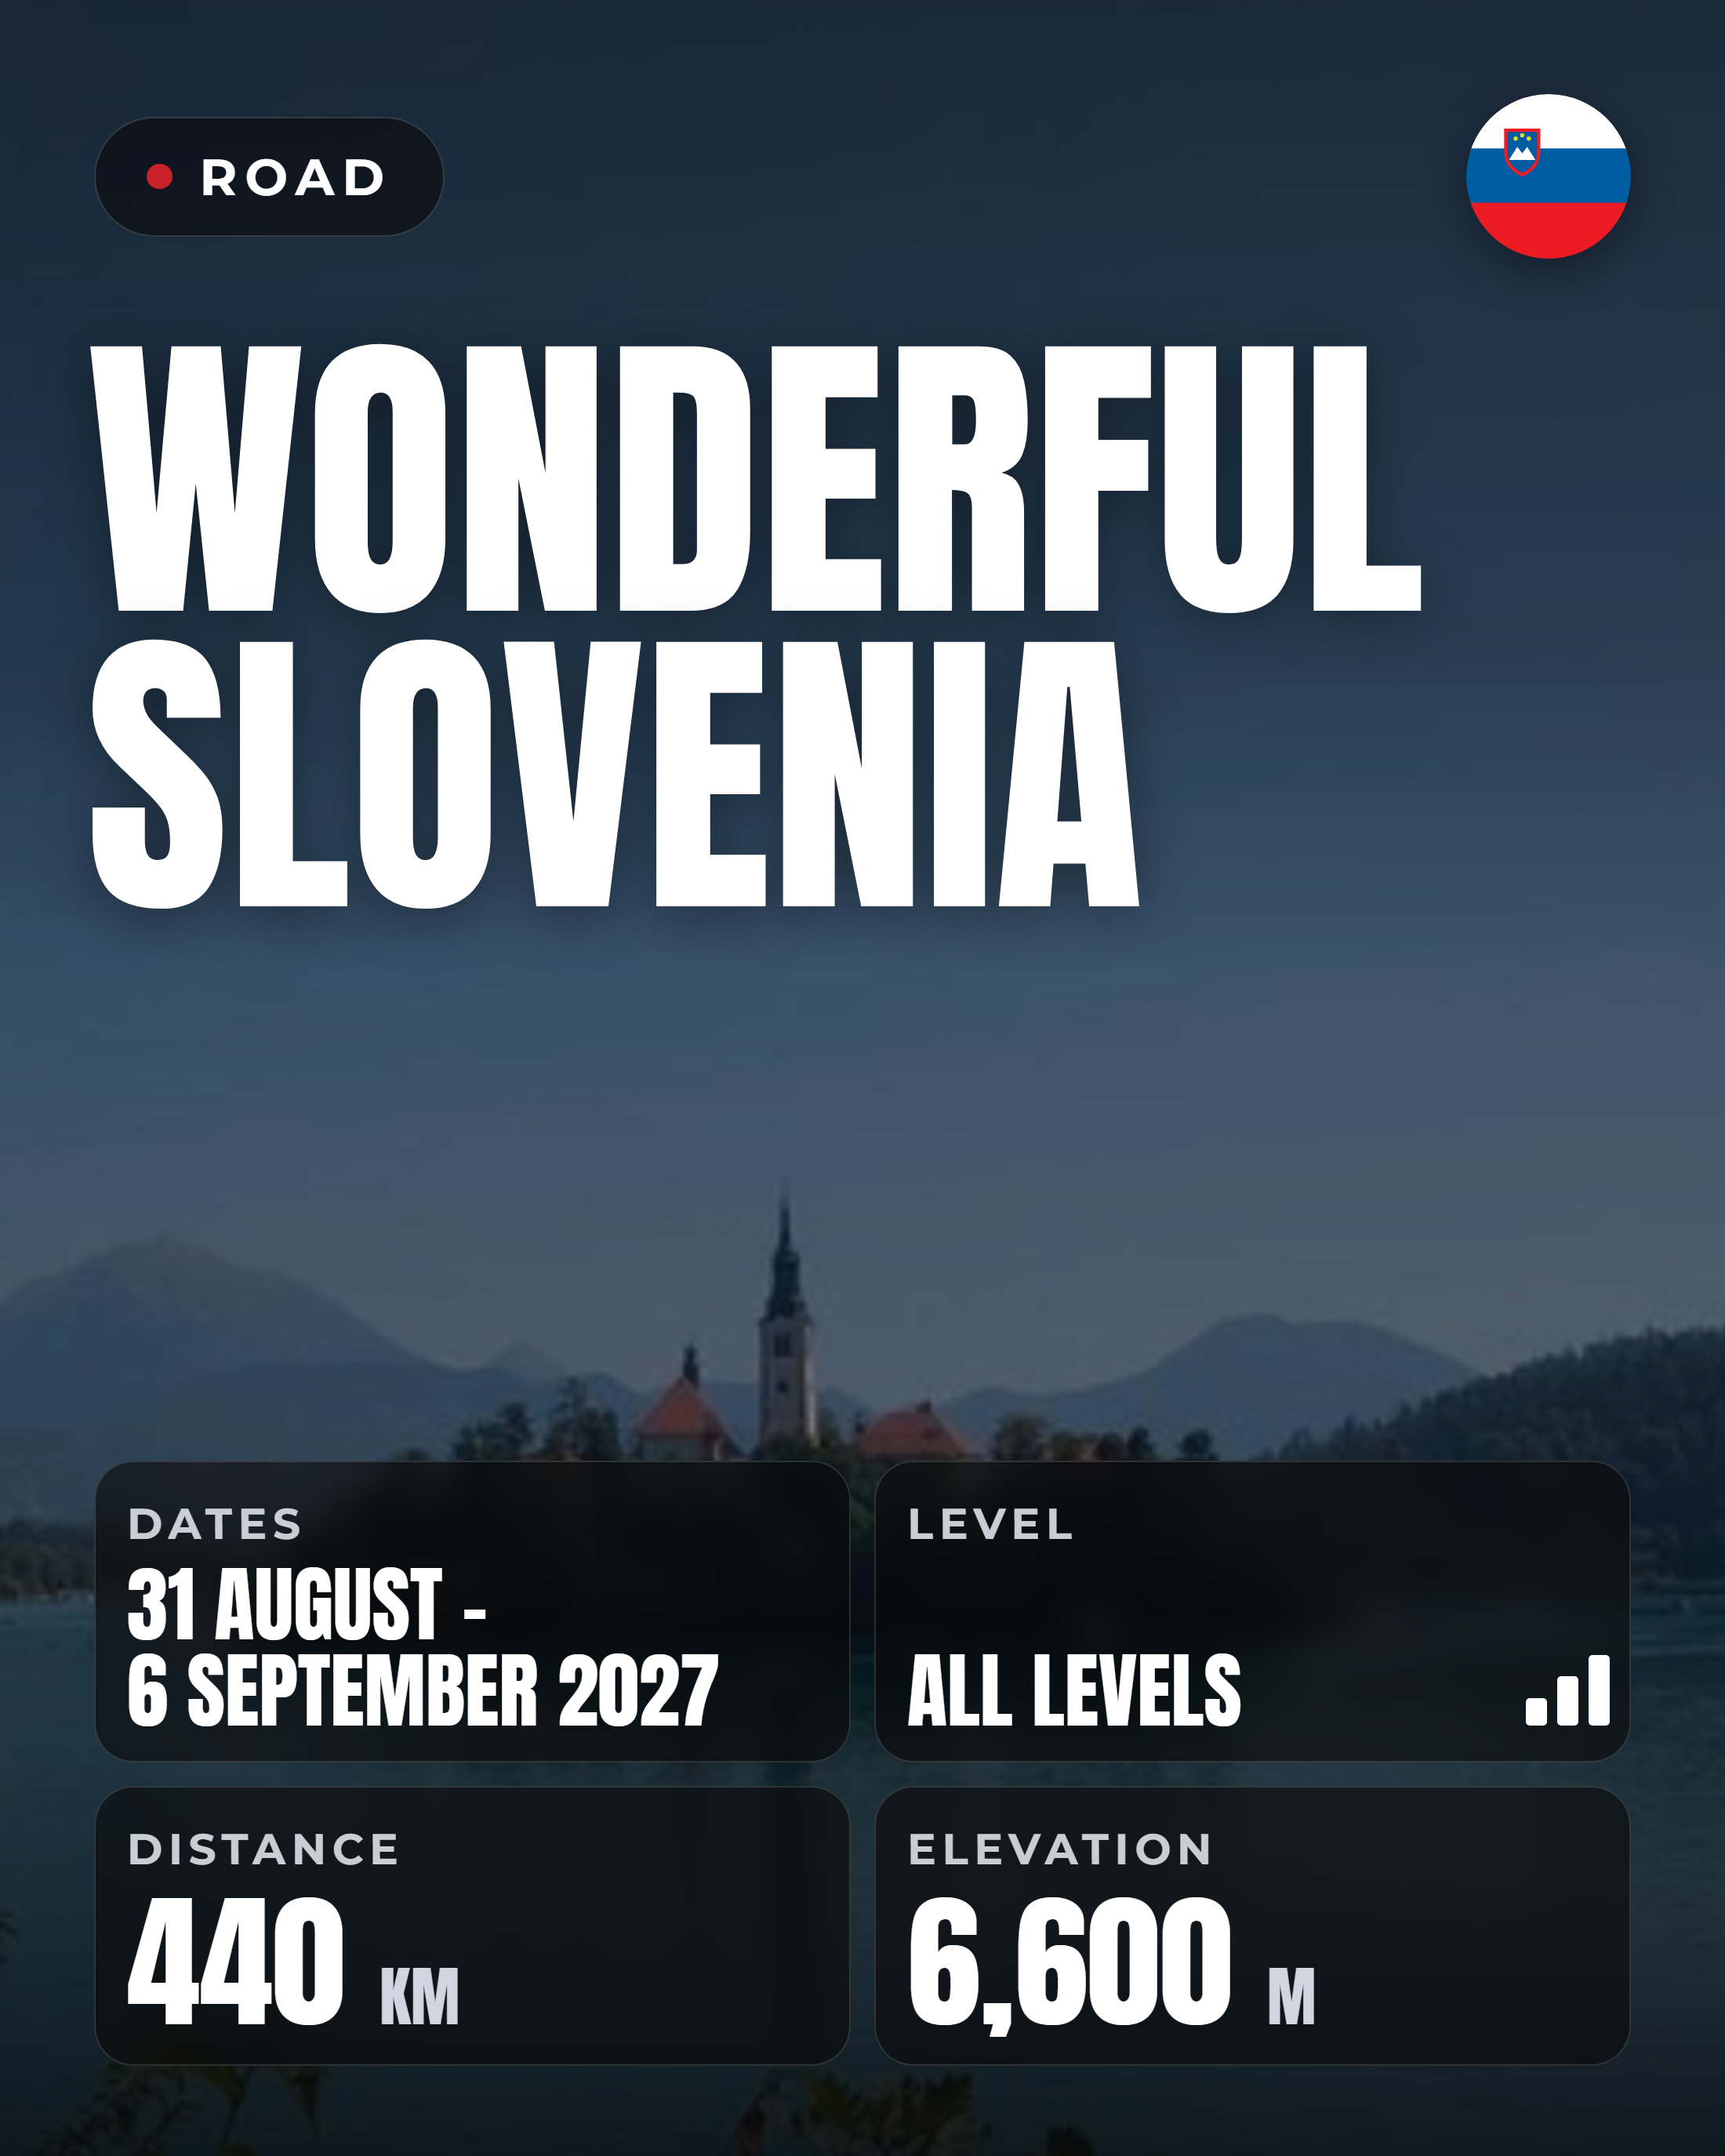 ROAD
WONDERFUL
SLOVENIA
DATES
31 AUGUST -
6 SEPTEMBER 2027
LEVEL
ALL LEVELS
DISTANCE
440 KM
ELEVATION
6,600 M